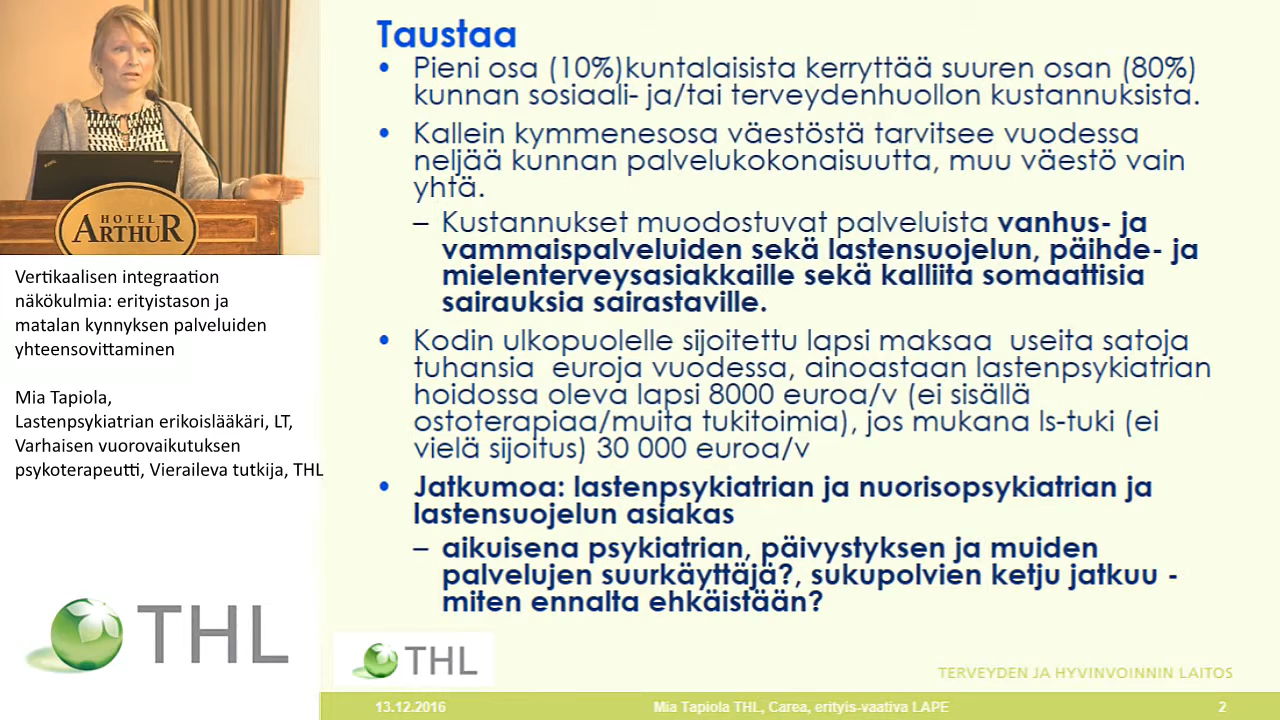 HOTEL
ARTHUR
Vertikaalisen integraation
näkökulmia: erityistason ja
matalan kynnyksen palveluiden
yhteensovittaminen
Mia Tapiola,
Lastenpsykiatrian erikoislääkäri, LT,
Varhaisen vuorovaikutuksen
psykoterapeutti, Vieraileva tutkija, THL
THL
Taustaa
• Pieni osa (10%)kuntalaisista kerryttää suuren osan (80%)
kunnan sosiaali- ja/tai terveydenhuollon kustannuksista.
• Kallein kymmenesosa väestöstä tarvitsee vuodessa
neljää kunnan palvelukokonaisuutta, muu väestö vain
yhtä.
– Kustannukset muodostuvat palveluista vanhus- ja
vammaispalveluiden sekä lastensuojelun, päihde- ja
mielenterveysasiakkaille sekä kalliita somaattisia
sairauksia sairastaville.
• Kodin ulkopuolelle sijoitettu lapsi maksaa useita satoja
tuhansia euroja vuodessa, ainoastaan lastenpsykiatrian
hoidossa oleva lapsi 8000 euroa/v (ei sisällä
ostoterapiaa/muita tukitoimia), jos mukana ls-tuki (ei
vielä sijoitus) 30 000 euroa/v
• Jatkumoa: lastenpsykiatrian ja nuorisopsykiatrian ja
lastensuojelun asiakas
– aikuisena psykiatrian, päivystyksen ja muiden
palvelujen suurkäyttäjä?, sukupolvien ketju jatkuu -
miten ennalta ehkäistään?
THL
TERVEYDEN JA HYVINVOINNIN LAITOS
13.12.2016 Mia Tapiola THL, Carea, erityis-vaativa LAPE 2